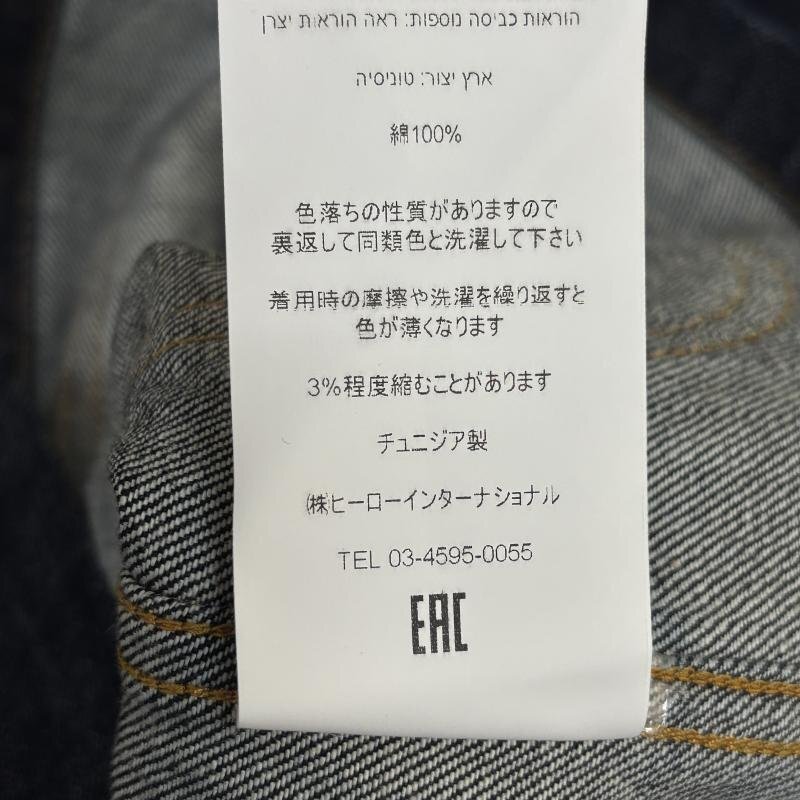 הוראות כביסה נוספות: ראה הוראות יצרן
ארץ יצור: טוניסיה
綿100%
色落ちの性質がありますので
裏返して同類色と洗濯して下さい
着用時の摩擦や洗濯を繰り返すと
色が薄くなります
3%程度縮むことがあります
チュニジア製
㈱ヒーローインターナショナル
TEL 03-4595-0055
EAC